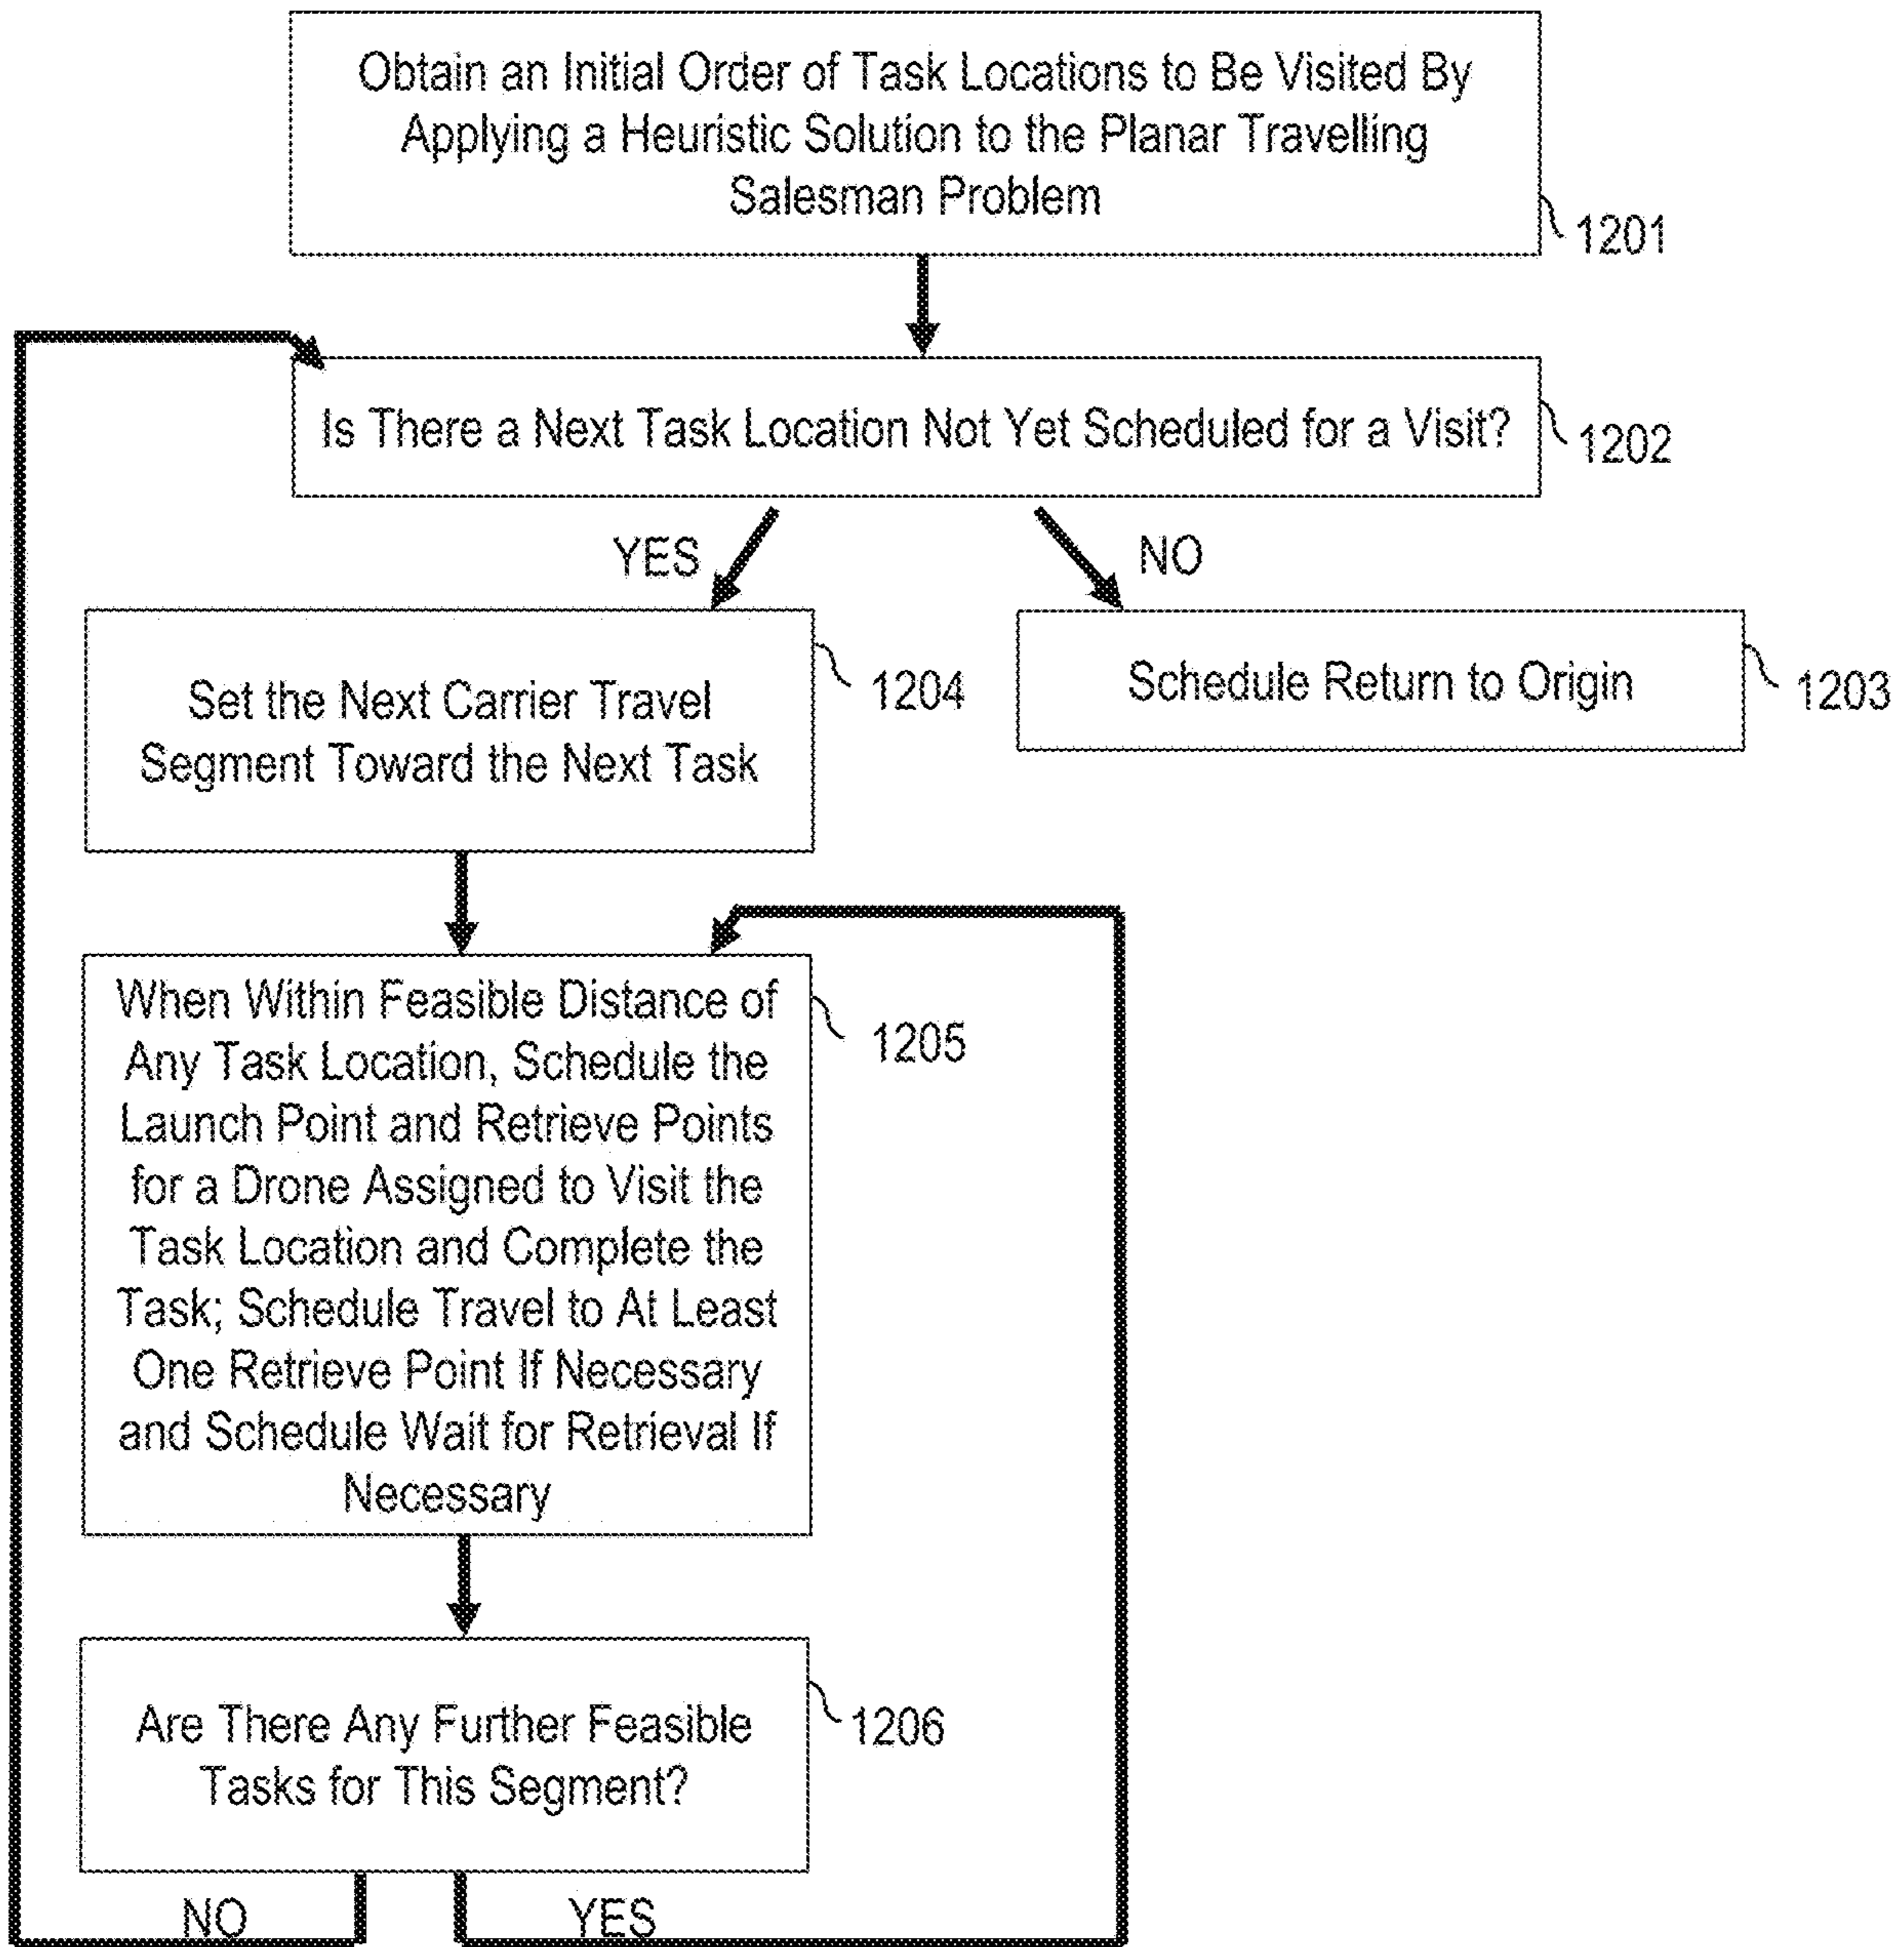 Obtain an Initial Order of Task Locations to Be Visited By
Applying a Heuristic Solution to the Planar Travelling
Salesman Problem
1201
Is There a Next Task Location Not Yet Scheduled for a Visit?
1202
YES
NO
Set the Next Carrier Travel
Segment Toward the Next Task
1204
Schedule Return to Origin
1203
When Within Feasible Distance of
Any Task Location, Schedule the
Launch Point and Retrieve Points
for a Drone Assigned to Visit the
Task Location and Complete the
Task; Schedule Travel to At Least
One Retrieve Point If Necessary
and Schedule Wait for Retrieval If
Necessary
1205
Are There Any Further Feasible
Tasks for This Segment?
1206
NO
YES